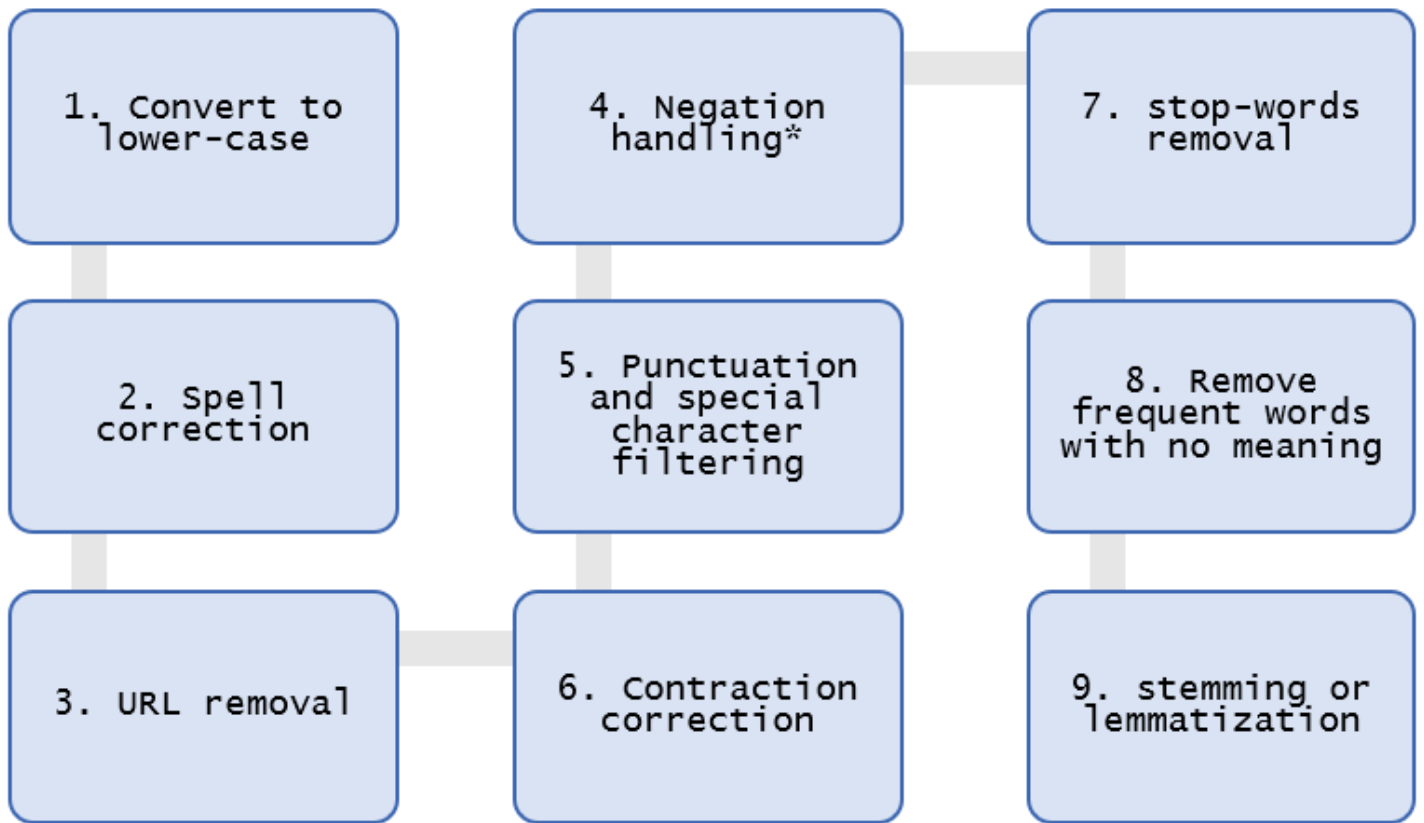 1. Convert to
lower-case
2. Spell
correction
3. URL removal
4. Negation
handling*
5. Punctuation
and special
character
filtering
6. Contraction
correction
7. stop-words
removal
8. Remove
frequent words
with no meaning
9. stemming or
lemmatization